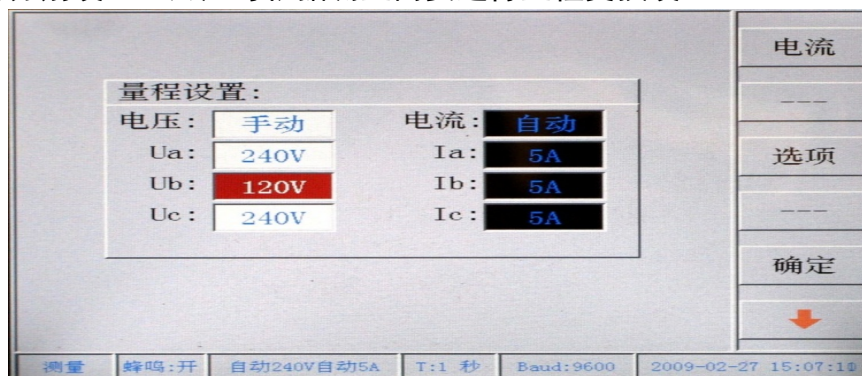 电流
量程设置:
---
电压: 手动 电流: 自动
Ua: 240V Ia: 5A
选项
Ub: 120V Ib: 5A
Uc: 240V Ic: 5A
---
确定
测量 蜂鸣:开 自动240V自动5A T:1 秒 Baud:9600 2009-02-27 15:07:10